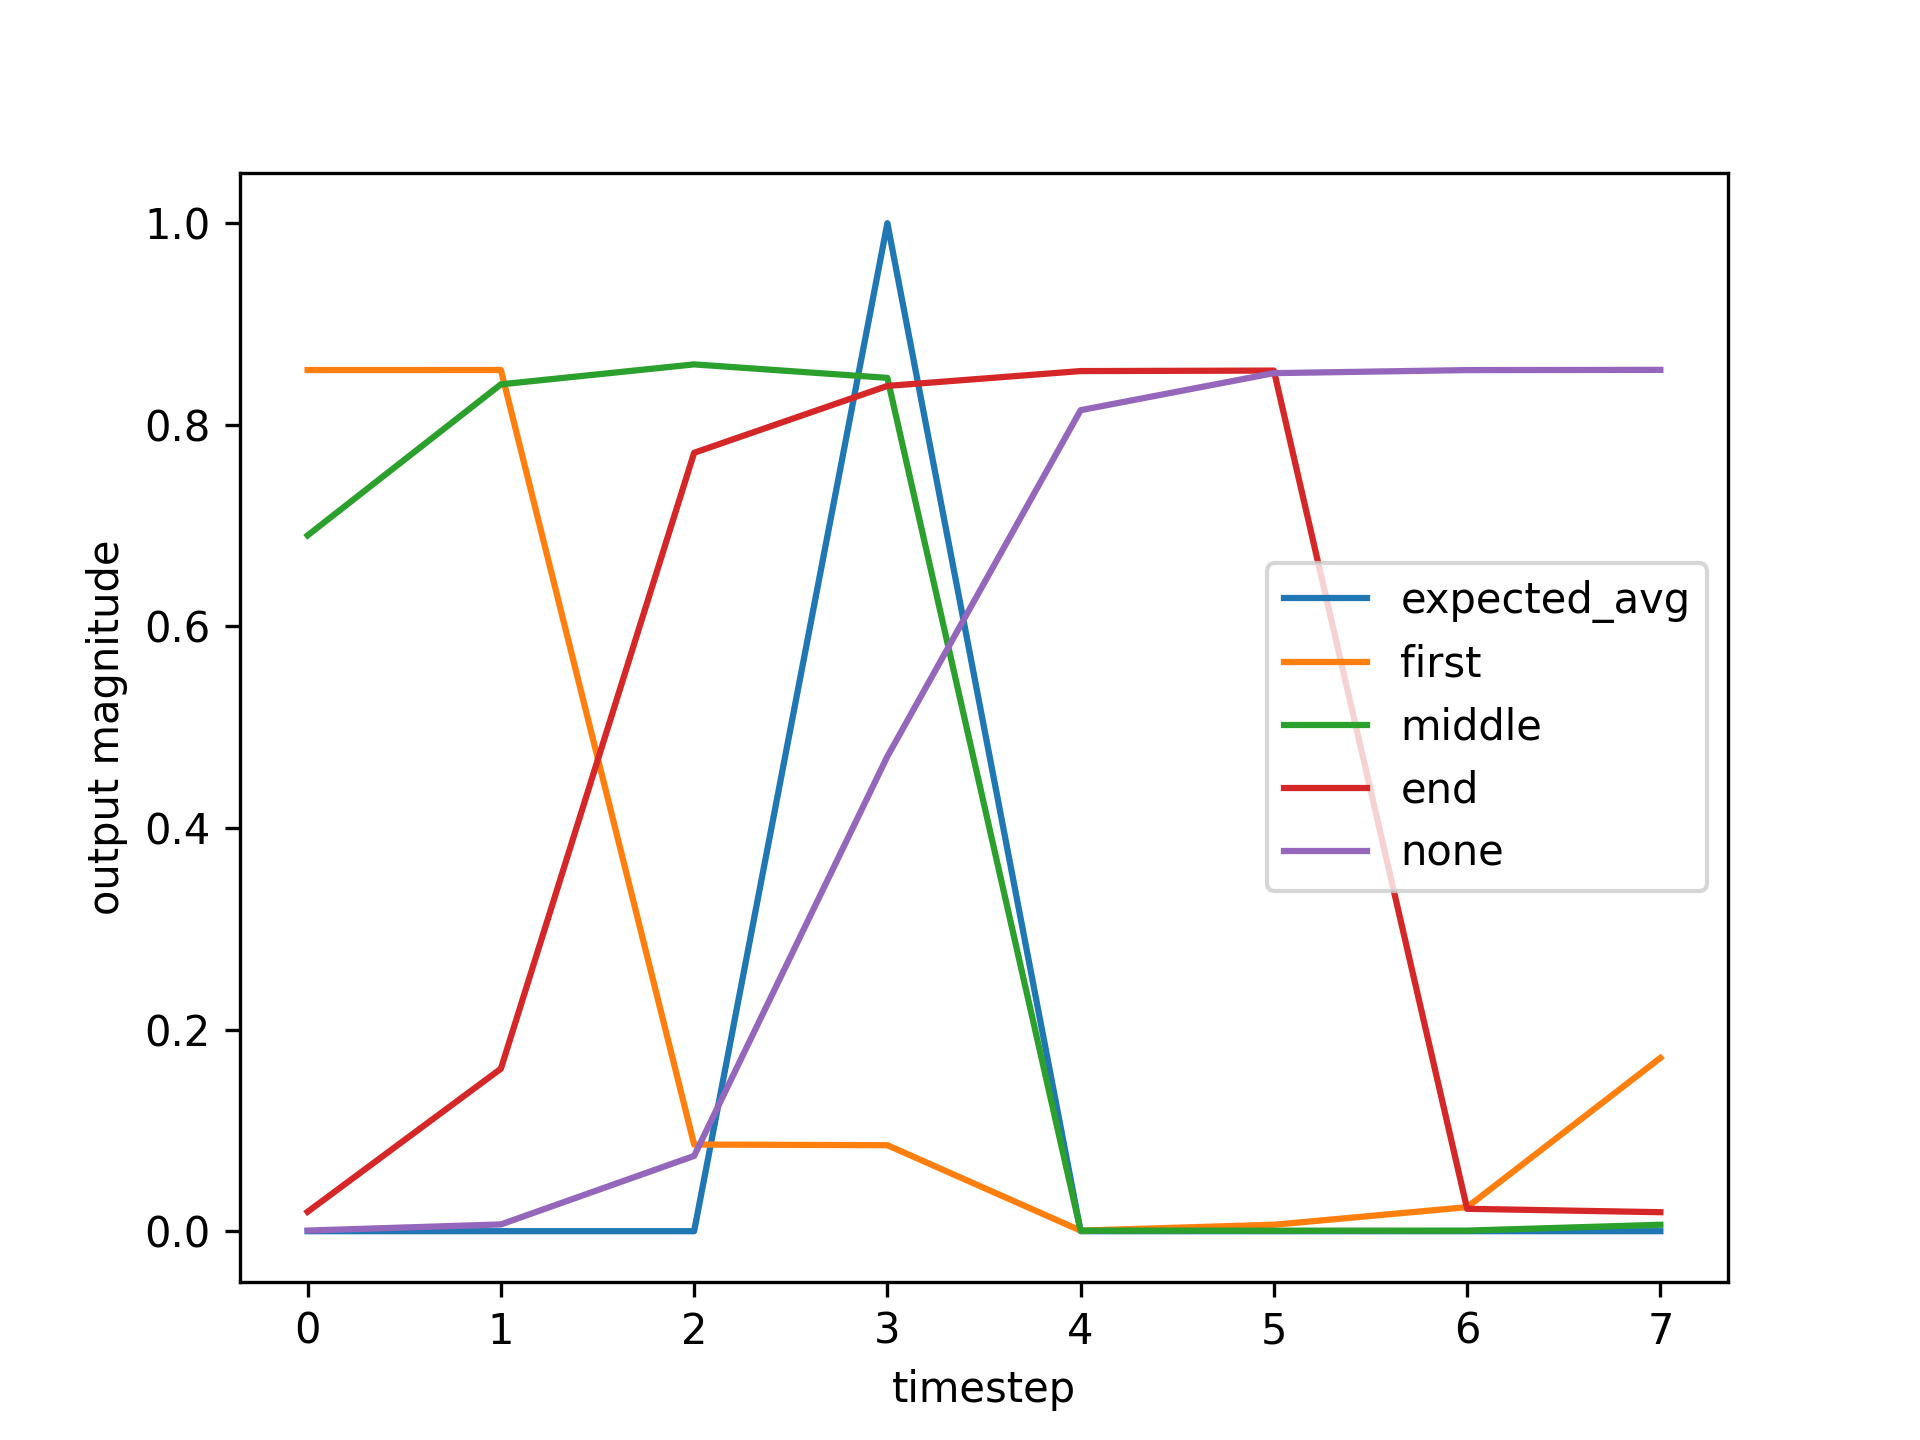 1.0
0.8
0.6
0.4
0.2
0.0
output magnitude
expected_avg
first
middle
end
none
0 1 2 3 4 5 6 7
timestep